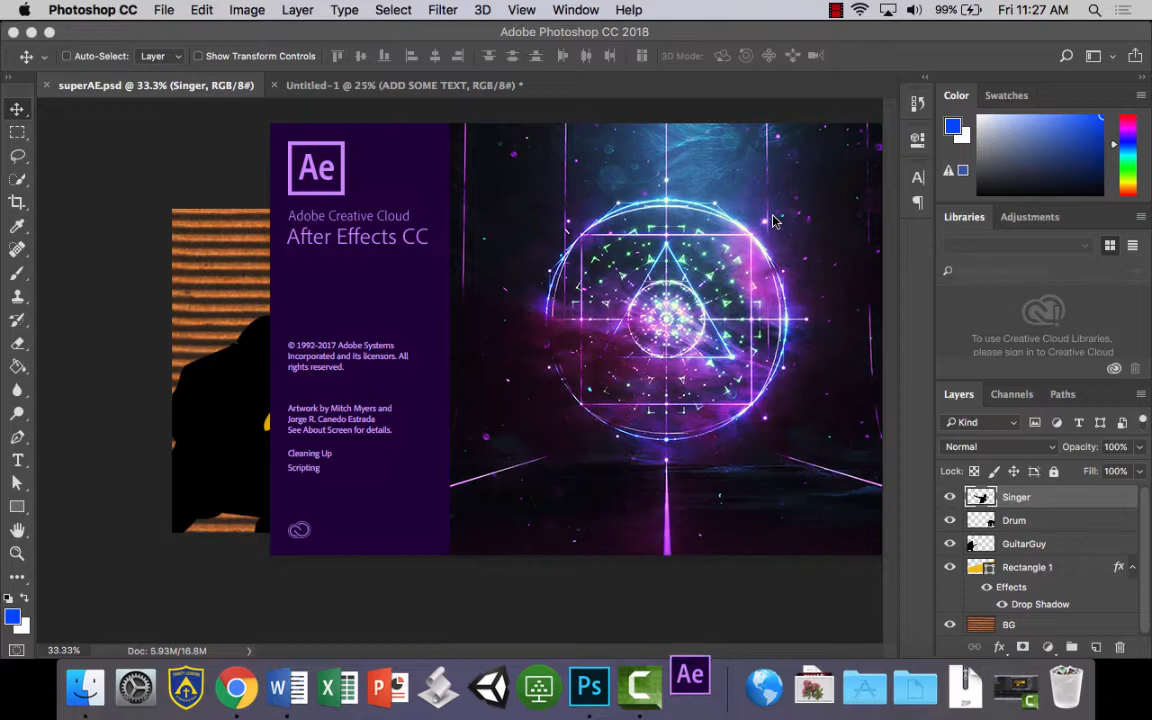 Photoshop CC File Edit Image Layer Type Select Filter 3D View Window Help 99% Fri 11:27 AM
Adobe Photoshop CC 2018
Auto-Select: Layer Show Transform Controls 3D Mode:
superAE.psd @ 33.3% (Singer, RGB/8#) Untitled-1 @ 25% (ADD SOME TEXT, RGB/8#) *
Color Swatches
Ae
Adobe Creative Cloud
After Effects CC
© 1992-2017 Adobe Systems
Incorporated and its licensors. All
rights reserved.
Artwork by Mitch Myers and
Jorge R. Canedo Estrada
See About Screen for details.
Cleaning Up
Scripting
Libraries Adjustments
To use Creative Cloud Libraries,
please sign in to Creative Cloud
Layers Channels Paths
Kind
Normal Opacity: 100%
Lock: Fill: 100%
Singer
Drum
GuitarGuy
Rectangle 1 fx
Effects
Drop Shadow
BG
fx
33.33% Doc: 5.93M/16.8M
W X P Ps C Ae ZIP